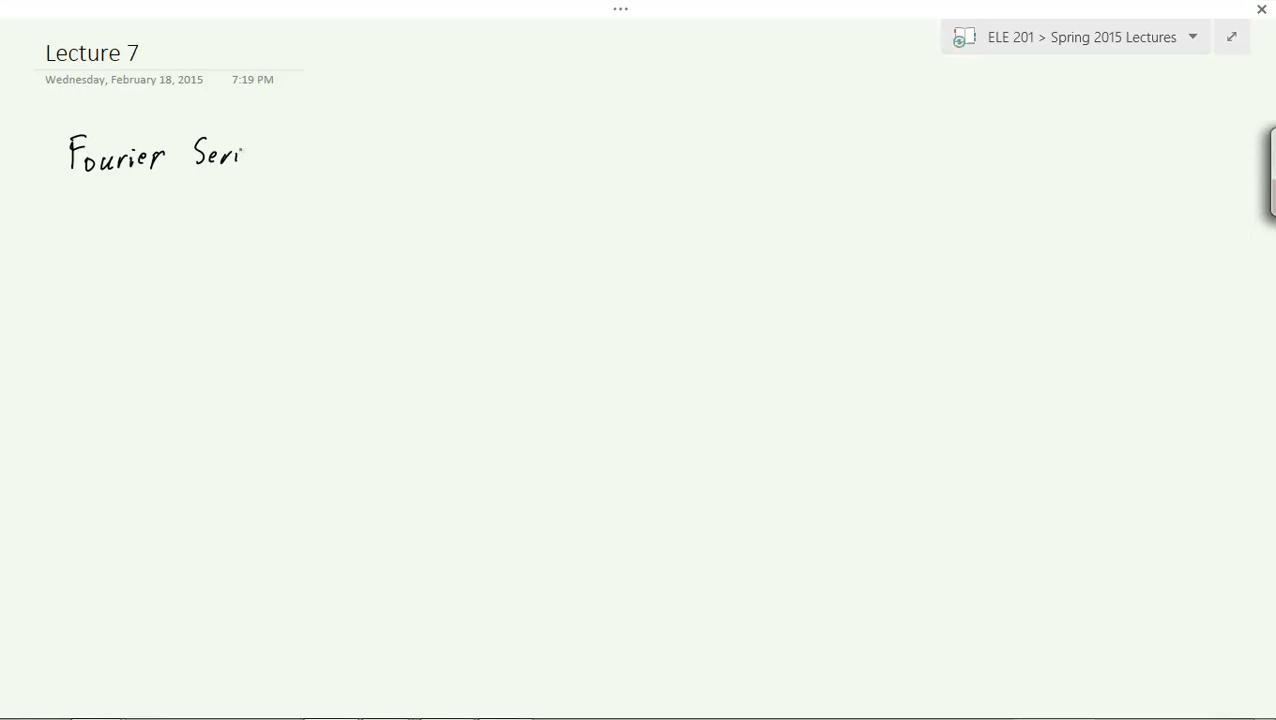 Lecture 7
ELE 201 > Spring 2015 Lectures
Wednesday, February 18, 2015 7:19 PM
Fourier Seri